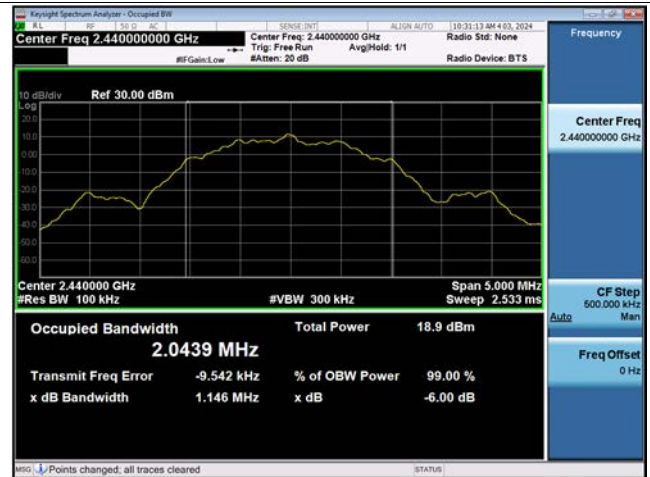 Keysight Spectrum Analyzer - Occupied BW
RL RF 50 Ω AC SENSE:INT ALIGN AUTO 10:31:13 AM 4 03, 2024
Center Freq 2.440000000 GHz
Center Freq: 2.440000000 GHz Radio Std: None
Trig: Free Run Avg|Hold: 1/1
#IFGain:Low #Atten: 20 dB Radio Device: BTS
Frequency
10 dB/div Ref 30.00 dBm
Log
20.0
10.0
0.00
-10.0
-20.0
-30.0
-40.0
-50.0
-60.0
Center Freq
2.440000000 GHz
Center 2.440000 GHz Span 5.000 MHz
#Res BW 100 kHz #VBW 300 kHz Sweep 2.533 ms
CF Step
500.000 kHz
Auto Man
Occupied Bandwidth Total Power 18.9 dBm
2.0439 MHz
Transmit Freq Error -9.542 kHz % of OBW Power 99.00 %
x dB Bandwidth 1.146 MHz x dB -6.00 dB
Freq Offset
0 Hz
MSG Points changed; all traces cleared STATUS